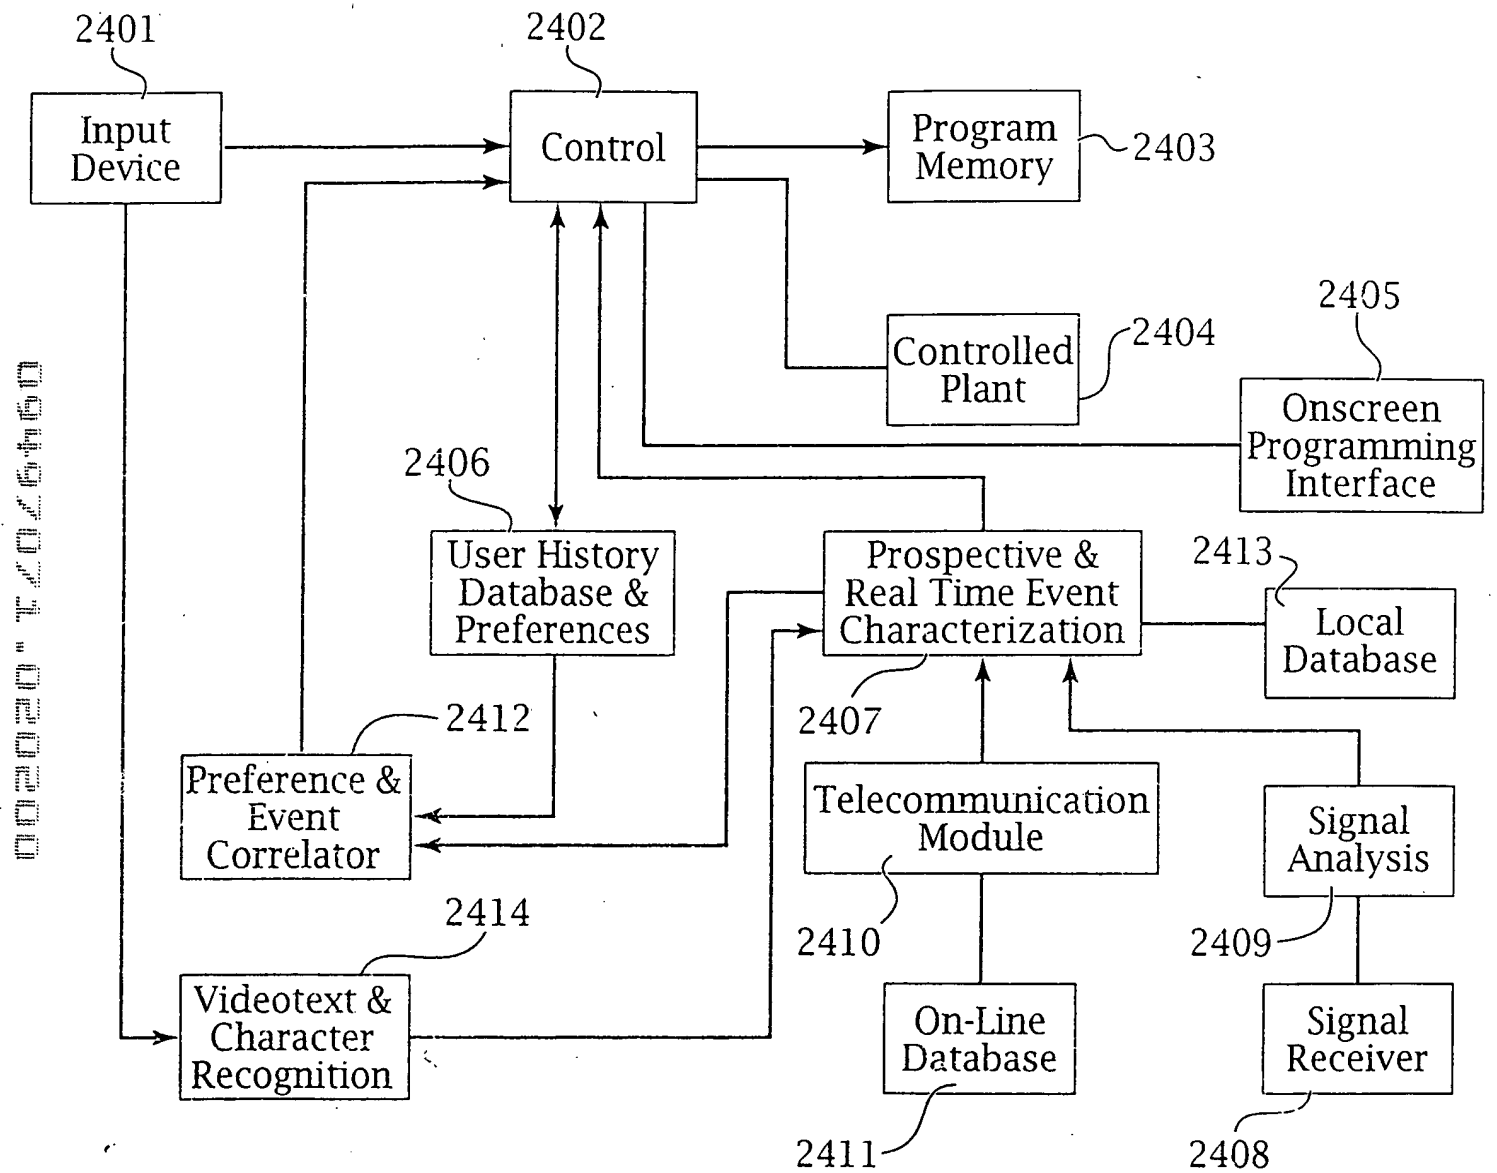 2401
2402
Input
Device
Control
Program
Memory
2403
2405
2404
Controlled
Plant
Onscreen
Programming
Interface
2406
User History
Database &
Preferences
Prospective &
Real Time Event
Characterization
2413
Local
Database
2407
2412
Preference &
Event
Correlator
Telecommunication
Module
Signal
Analysis
2414
2410
2409
Videotext &
Character
Recognition
On-Line
Database
Signal
Receiver
2411
2408